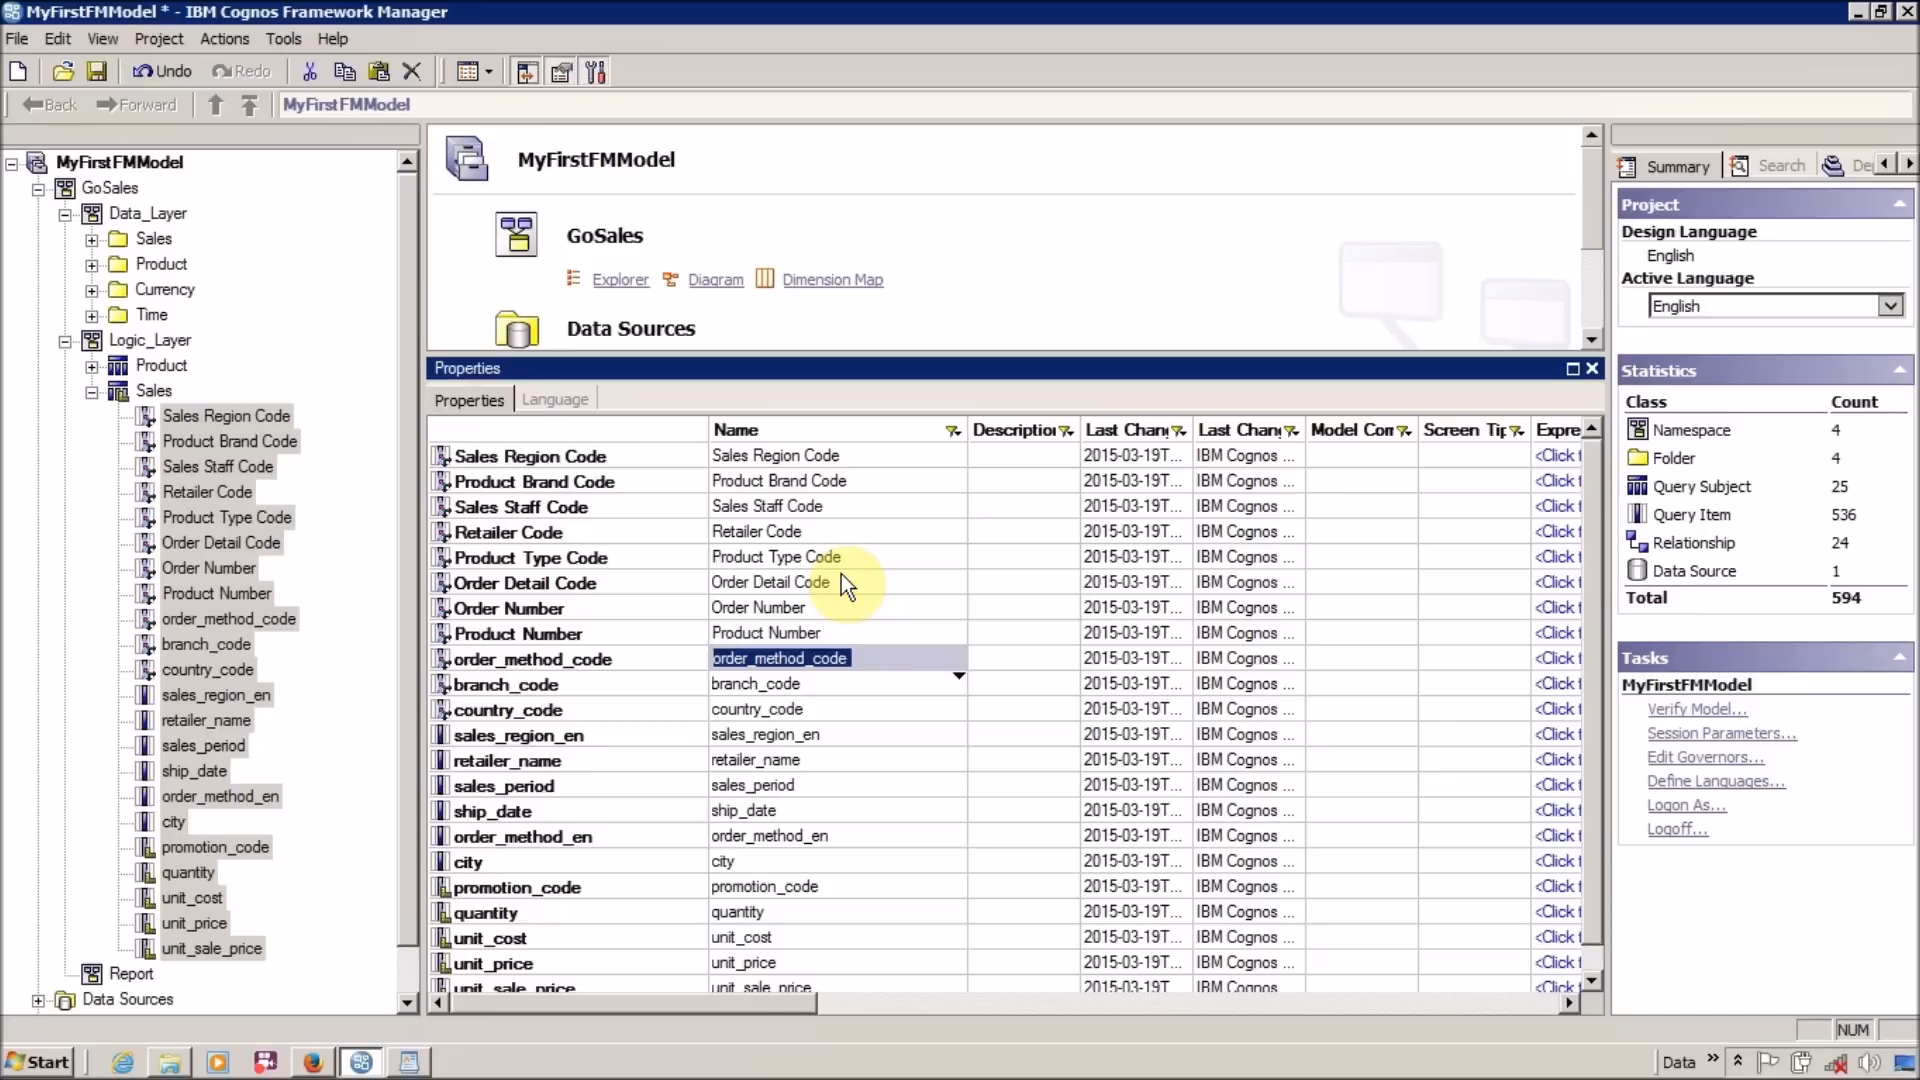 MyFirstFMModel * - IBM Cognos Framework Manager
File Edit View Project Actions Tools Help
Undo Redo
Back Forward MyFirstFMModel
MyFirstFMModel
GoSales
Data_Layer
Sales
Product
Currency
Time
Logic_Layer
Product
Sales
Sales Region Code
Product Brand Code
Sales Staff Code
Retailer Code
Product Type Code
Order Detail Code
Order Number
Product Number
order_method_code
branch_code
country_code
sales_region_en
retailer_name
sales_period
ship_date
order_method_en
city
promotion_code
quantity
unit_cost
unit_price
unit_sale_price
Report
Data Sources
MyFirstFMModel
GoSales
Explorer Diagram Dimension Map
Data Sources
Properties
Properties Language
Name Description Last Chang Last Chang Model Com Screen Tip Expre
Sales Region Code Sales Region Code 2015-03-19T... IBM Cognos ... <Click t
Product Brand Code Product Brand Code 2015-03-19T... IBM Cognos ... <Click t
Sales Staff Code Sales Staff Code 2015-03-19T... IBM Cognos ... <Click t
Retailer Code Retailer Code 2015-03-19T... IBM Cognos ... <Click t
Product Type Code Product Type Code 2015-03-19T... IBM Cognos ... <Click t
Order Detail Code Order Detail Code 2015-03-19T... IBM Cognos ... <Click t
Order Number Order Number 2015-03-19T... IBM Cognos ... <Click t
Product Number Product Number 2015-03-19T... IBM Cognos ... <Click t
order_method_code order_method_code 2015-03-19T... IBM Cognos ... <Click t
branch_code branch_code 2015-03-19T... IBM Cognos ... <Click t
country_code country_code 2015-03-19T... IBM Cognos ... <Click t
sales_region_en sales_region_en 2015-03-19T... IBM Cognos ... <Click t
retailer_name retailer_name 2015-03-19T... IBM Cognos ... <Click t
sales_period sales_period 2015-03-19T... IBM Cognos ... <Click t
ship_date ship_date 2015-03-19T... IBM Cognos ... <Click t
order_method_en order_method_en 2015-03-19T... IBM Cognos ... <Click t
city city 2015-03-19T... IBM Cognos ... <Click t
promotion_code promotion_code 2015-03-19T... IBM Cognos ... <Click t
quantity quantity 2015-03-19T... IBM Cognos ... <Click t
unit_cost unit_cost 2015-03-19T... IBM Cognos ... <Click t
unit_price unit_price 2015-03-19T... IBM Cognos ... <Click t
unit_sale_price unit_sale_price 2015-03-19T... IBM Cognos ... <Click t
Summary Search De
Project
Design Language
English
Active Language
English
Statistics
Class Count
Namespace 4
Folder 4
Query Subject 25
Query Item 536
Relationship 24
Data Source 1
Total 594
Tasks
MyFirstFMModel
Verify Model...
Session Parameters...
Edit Governors...
Define Languages...
Logon As...
Logoff...
NUM
Start Data